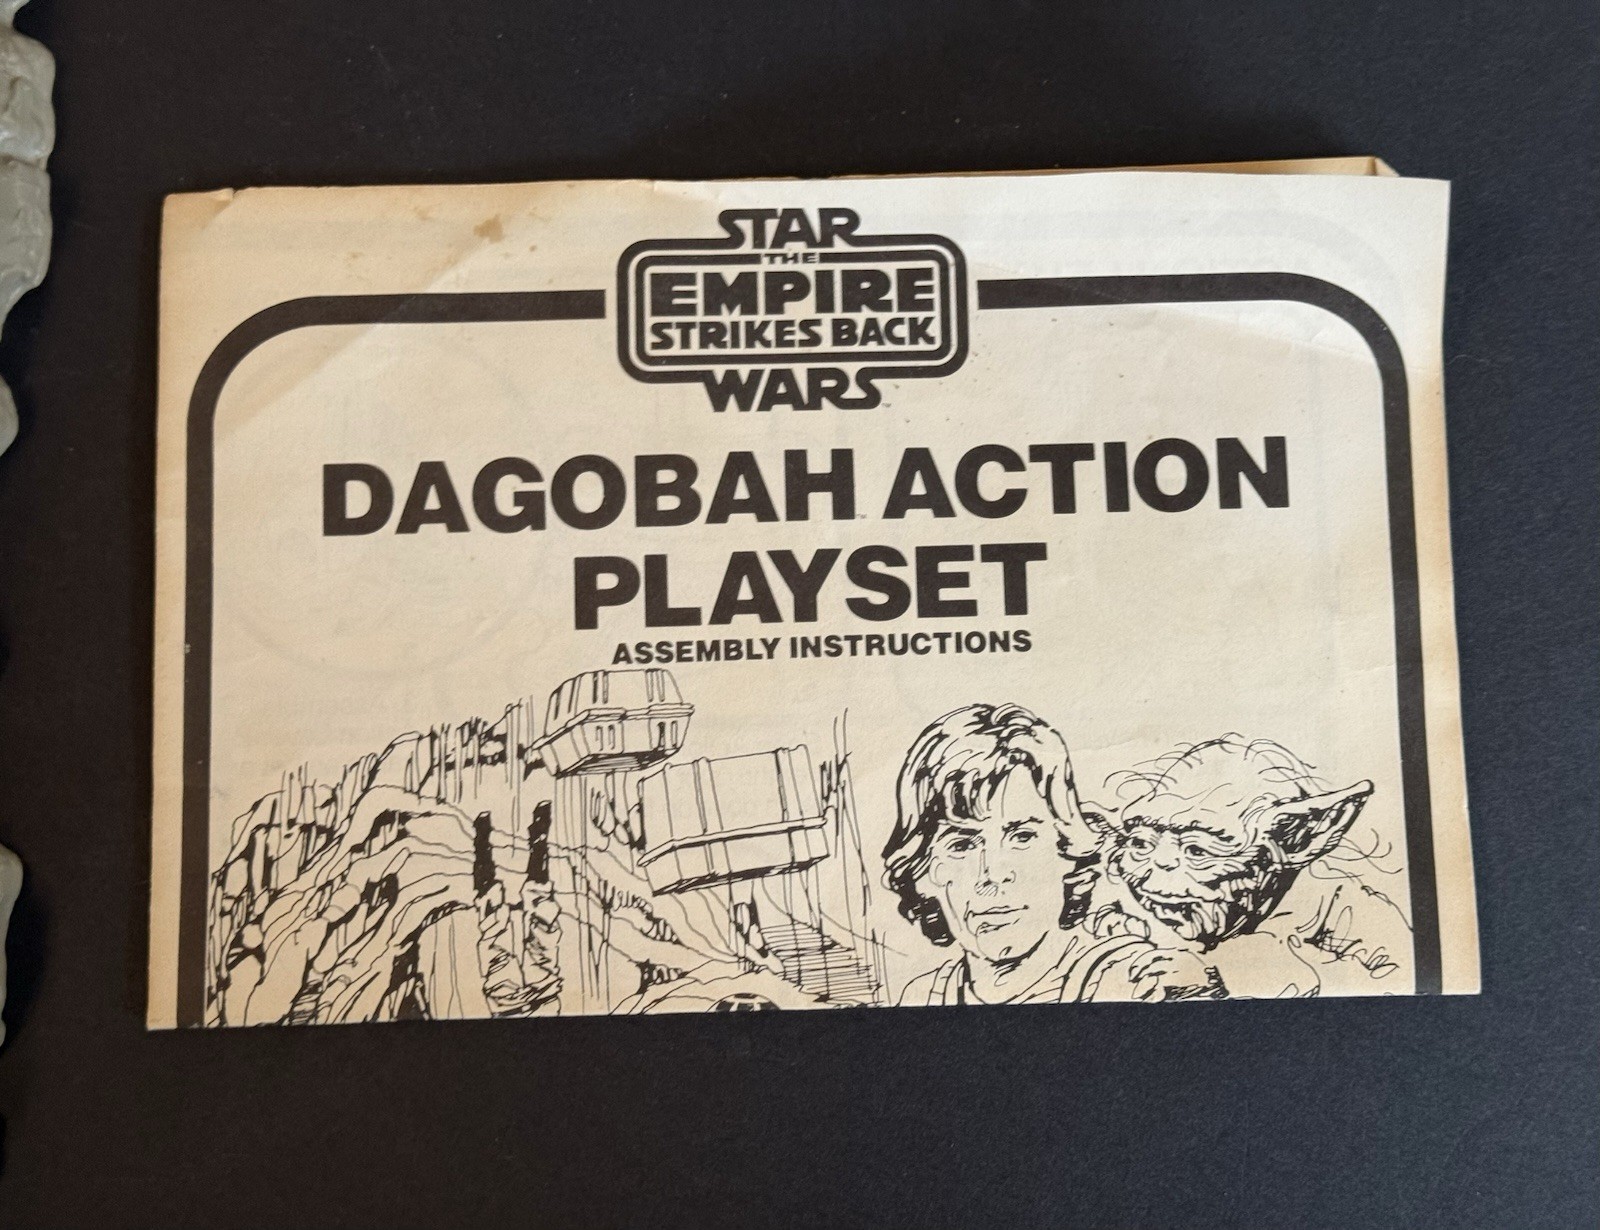 STAR
THE
EMPIRE
STRIKES BACK
WARS
DAGOBAH ACTION
PLAYSET
ASSEMBLY INSTRUCTIONS